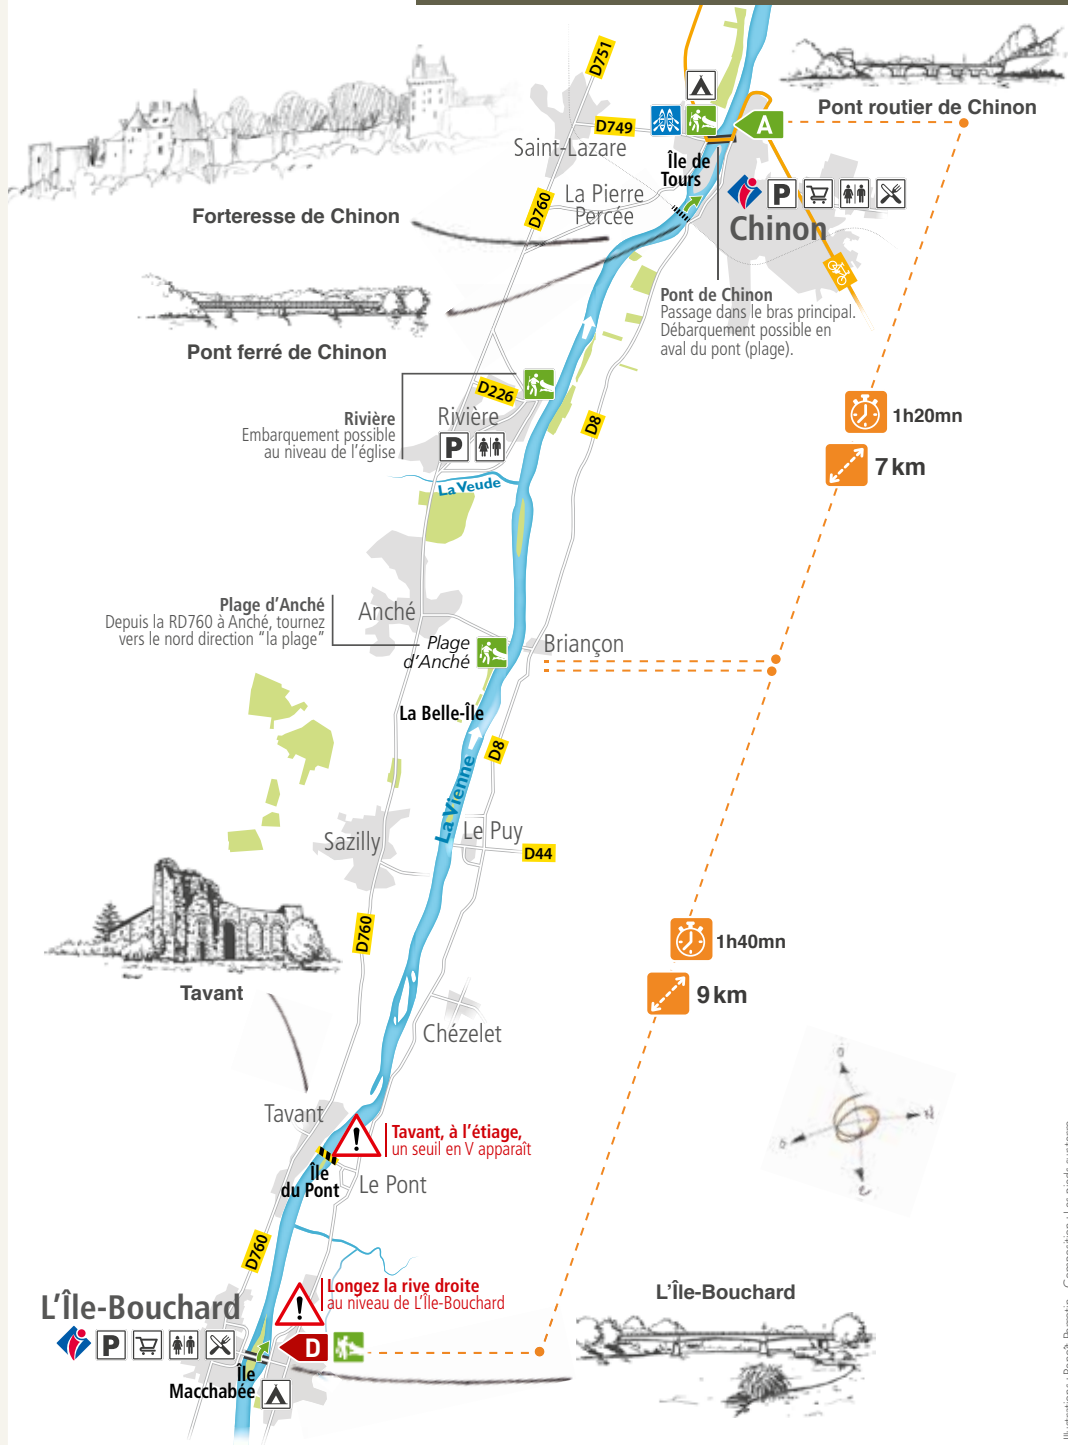 D751
Pont routier de Chinon
D749
A
Saint-Lazare
Île de
Tours
La Pierre
Percée
P
D760
Forteresse de Chinon
Chinon
Pont de Chinon
Passage dans le bras principal.
Débarquement possible en
aval du pont (plage).
Pont ferré de Chinon
D226
Rivière
Embarquement possible
au niveau de l'église
Rivière
P
D8
1h20mn
7 km
La Veude
Plage d'Anché
Depuis la RD760 à Anché, tournez
vers le nord direction "la plage"
Anché
Plage
d'Anché
Briançon
La Belle-Île
D8
La Vienne
Sazilly
Le Puy
D44
D760
1h40mn
9 km
Tavant
Chézelet
Tavant
Tavant, à l'étiage,
un seuil en V apparaît
Île
du Pont
Le Pont
N
D760
Longez la rive droite
au niveau de L'Île-Bouchard
L'Île-Bouchard
P
D
Île
Macchabée
L'Île-Bouchard